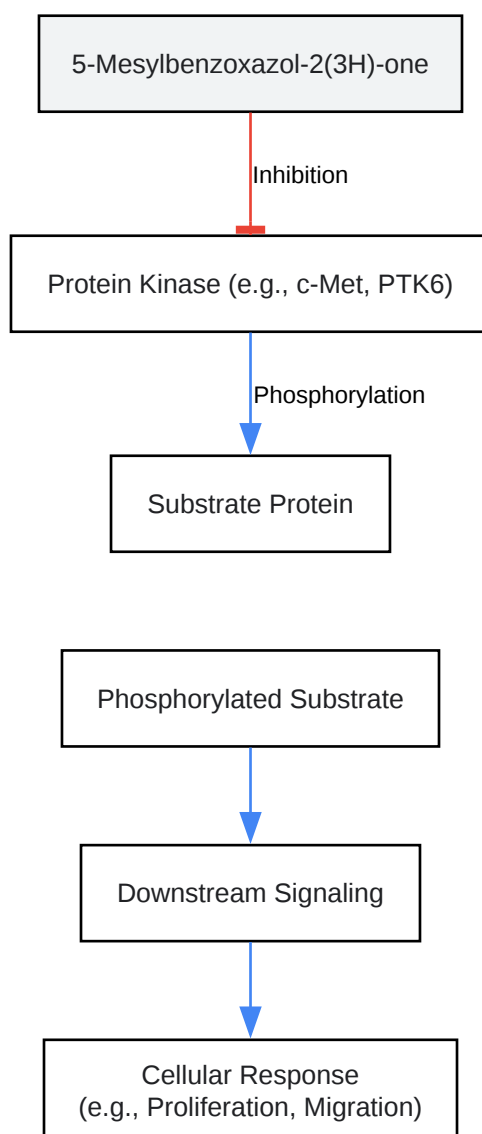 5-Mesylbenzoxazol-2(3H)-one
Inhibition
Protein Kinase (e.g., c-Met, PTK6)
Phosphorylation
Substrate Protein
Phosphorylated Substrate
Downstream Signaling
Cellular Response
(e.g., Proliferation, Migration)